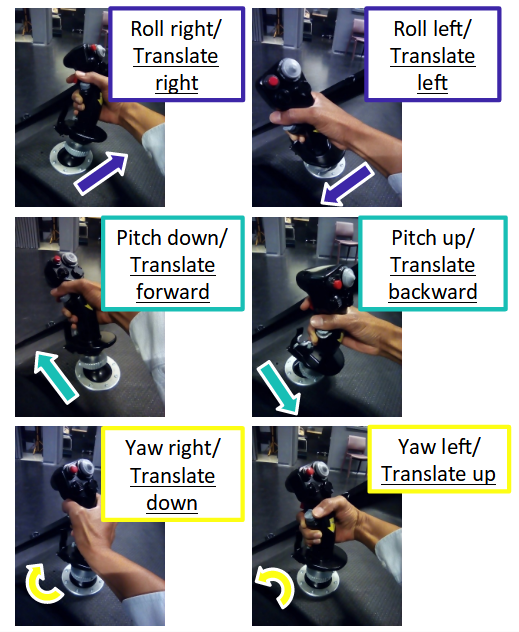 Roll right/
Translate
right
Roll left/
Translate
left
Pitch down/
Translate
forward
Pitch up/
Translate
backward
Yaw right/
Translate
down
Yaw left/
Translate up